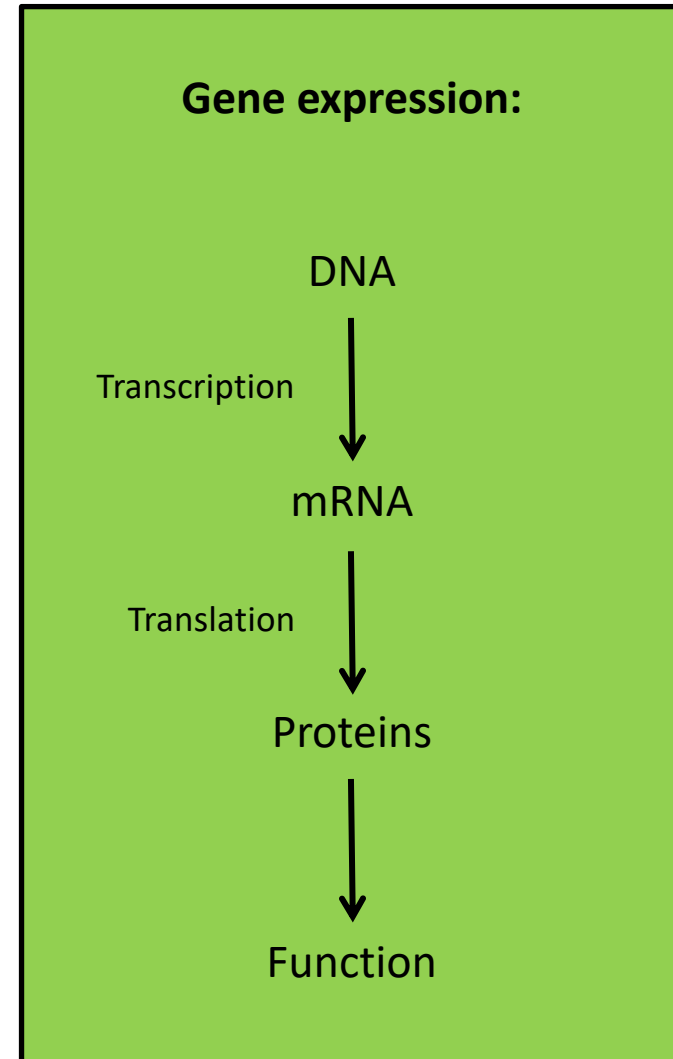 Gene expression:
DNA
Transcription
mRNA
Translation
Proteins
Function